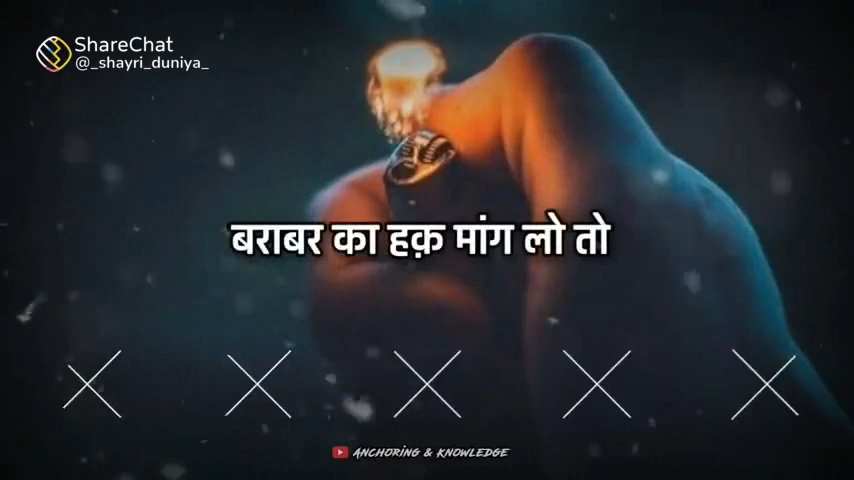 ShareChat
@_shayri_duniya_
बराबर का हक़ मांग लो तो
ANCHORING & KNOWLEDGE